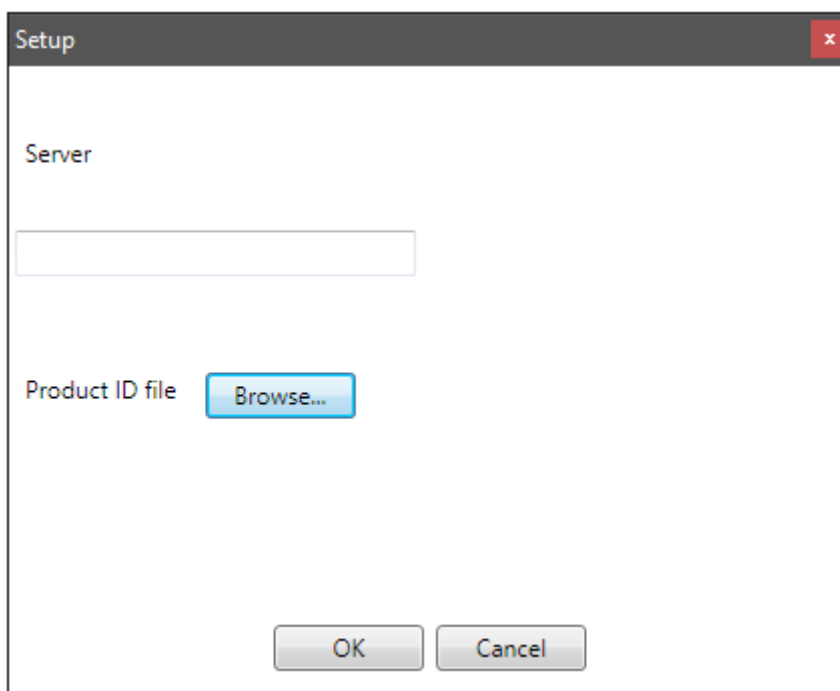 Setup
x
Server
Product ID file
Browse...
OK
Cancel